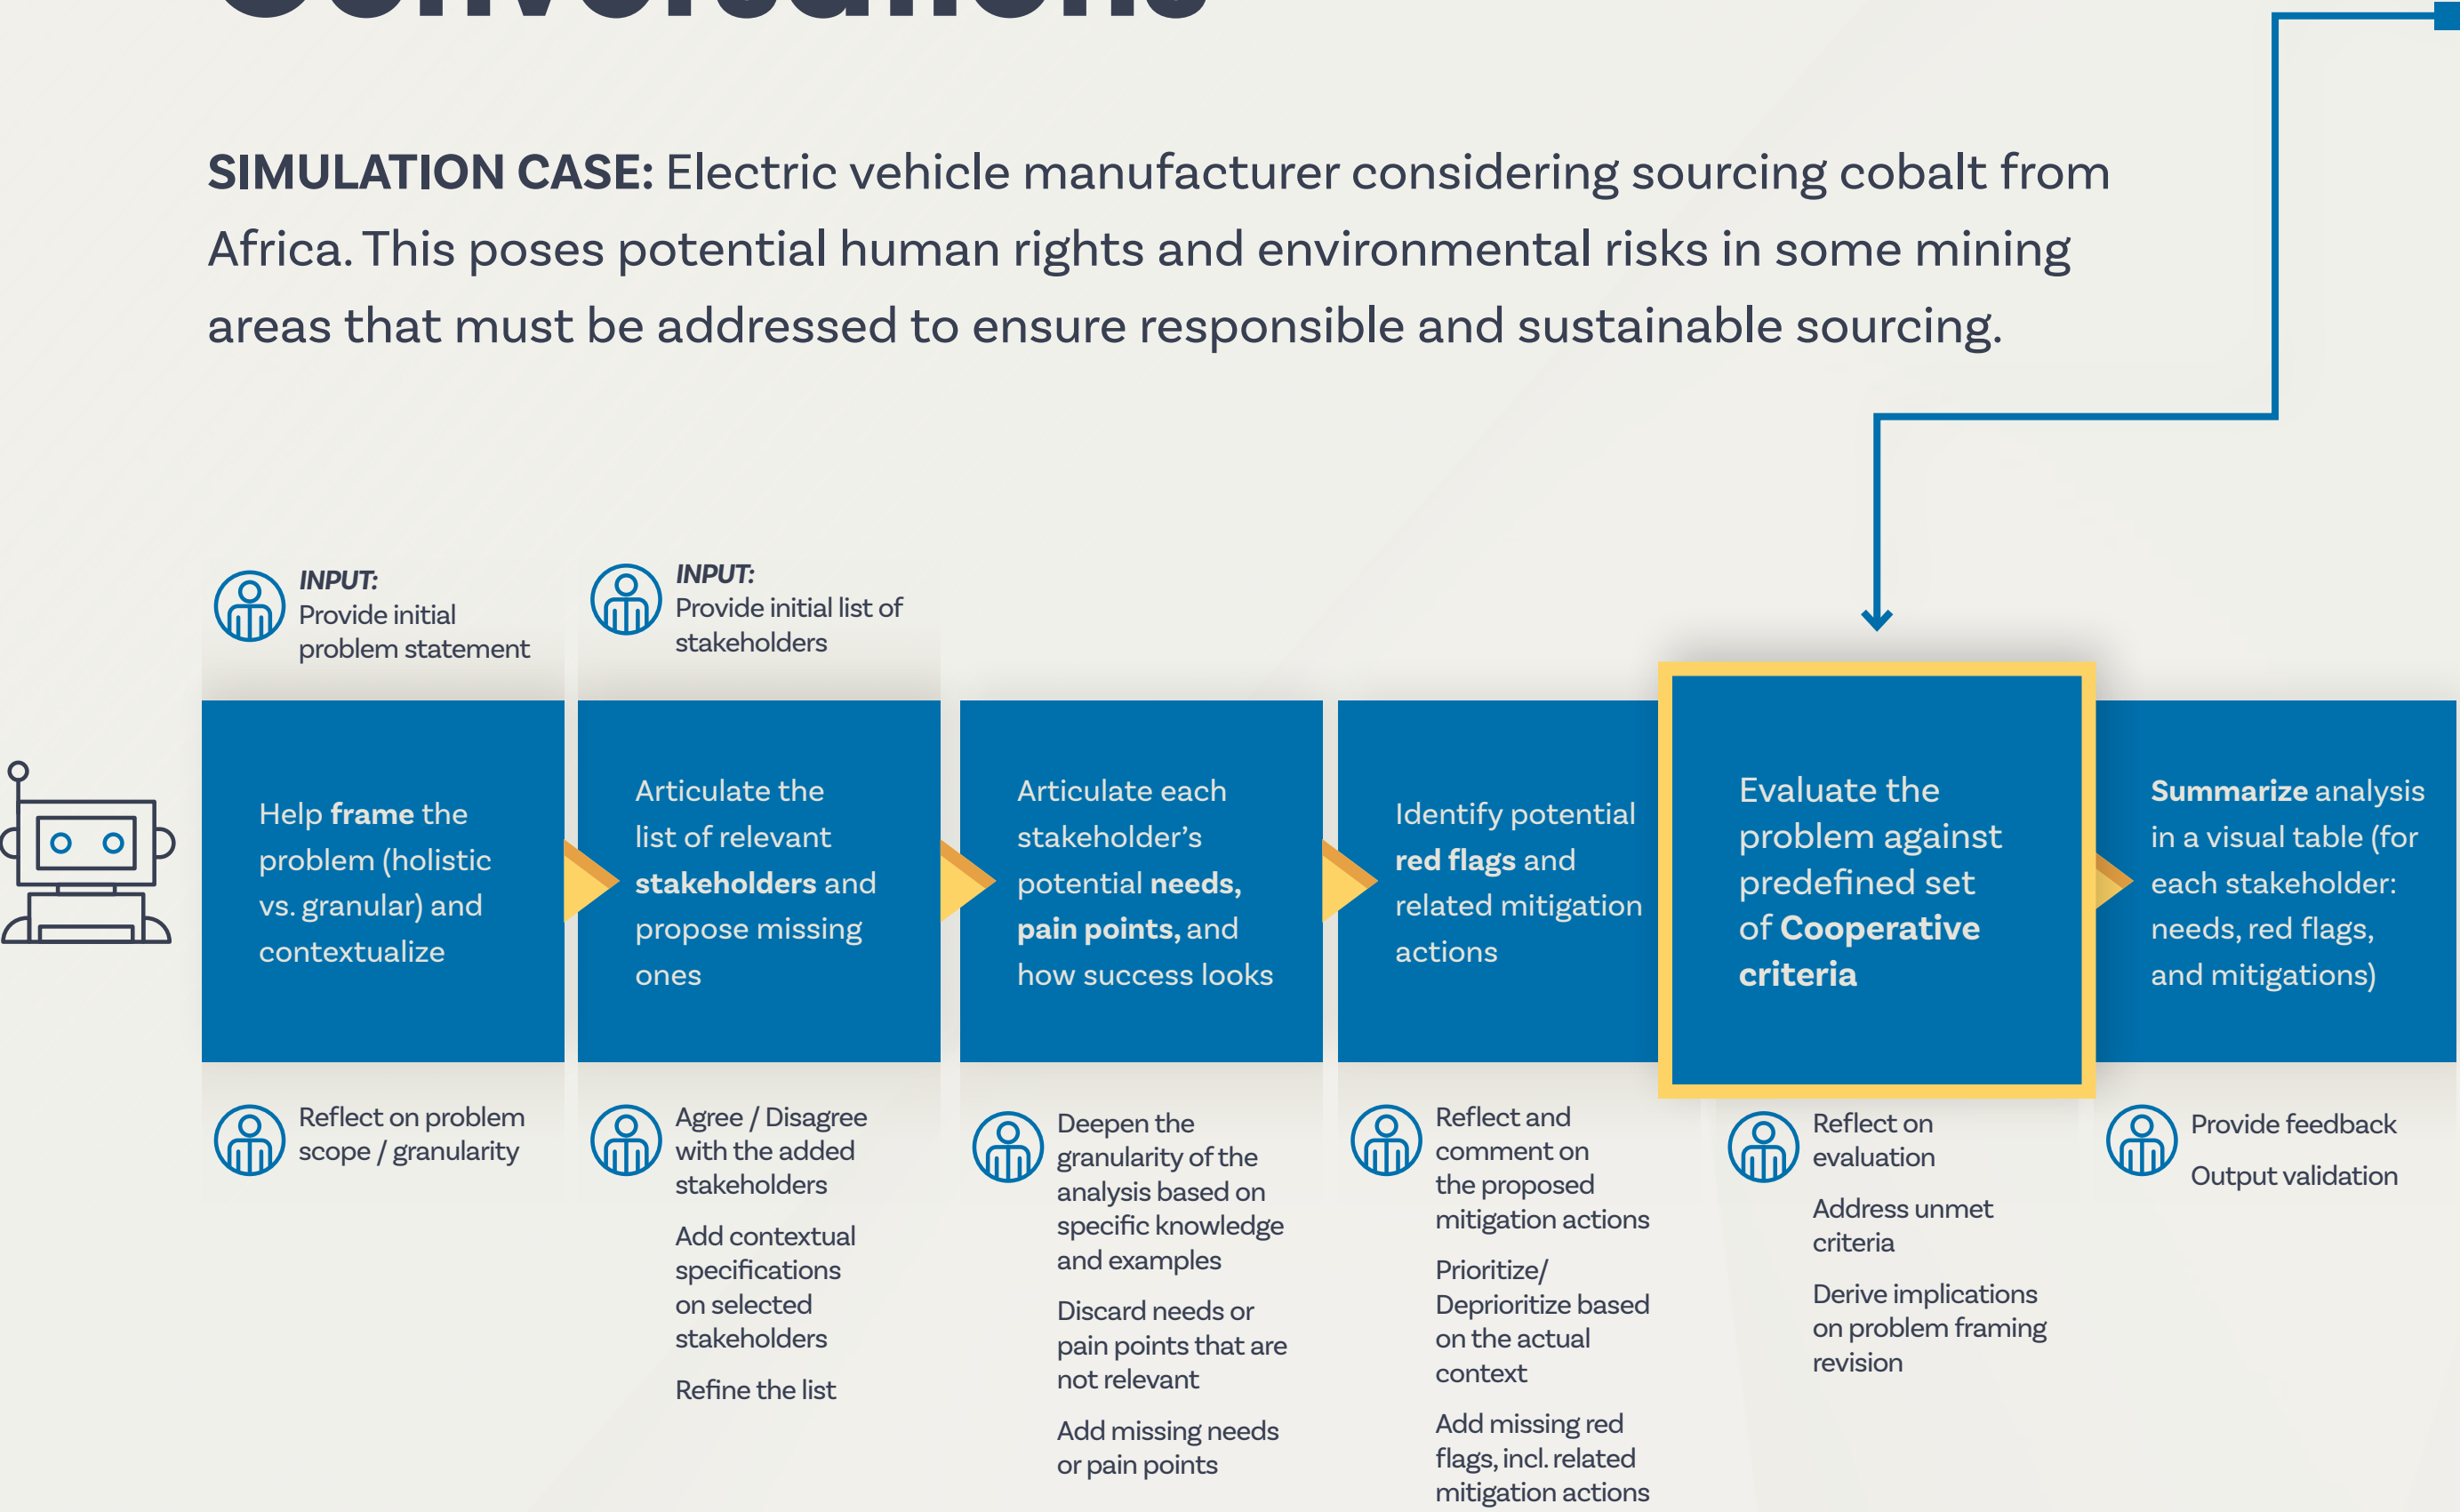 Conversations
SIMULATION CASE: Electric vehicle manufacturer considering sourcing cobalt from
Africa. This poses potential human rights and environmental risks in some mining
areas that must be addressed to ensure responsible and sustainable sourcing.
INPUT:
Provide initial
problem statement
INPUT:
Provide initial list of
stakeholders
Help frame the
problem (holistic
vs. granular) and
contextualize
Articulate the
list of relevant
stakeholders and
propose missing
ones
Articulate each
stakeholder’s
potential needs,
pain points, and
how success looks
Identify potential
red flags and
related mitigation
actions
Evaluate the
problem against
predefined set
of Cooperative
criteria
Summarize analysis
in a visual table (for
each stakeholder:
needs, red flags,
and mitigations)
Reflect on problem
scope / granularity
Agree / Disagree
with the added
stakeholders
Add contextual
specifications
on selected
stakeholders
Refine the list
Deepen the
granularity of the
analysis based on
specific knowledge
and examples
Discard needs or
pain points that are
not relevant
Add missing needs
or pain points
Reflect and
comment on
the proposed
mitigation actions
Prioritize/
Deprioritize based
on the actual
context
Add missing red
flags, incl. related
mitigation actions
Reflect on
evaluation
Address unmet
criteria
Derive implications
on problem framing
revision
Provide feedback
Output validation